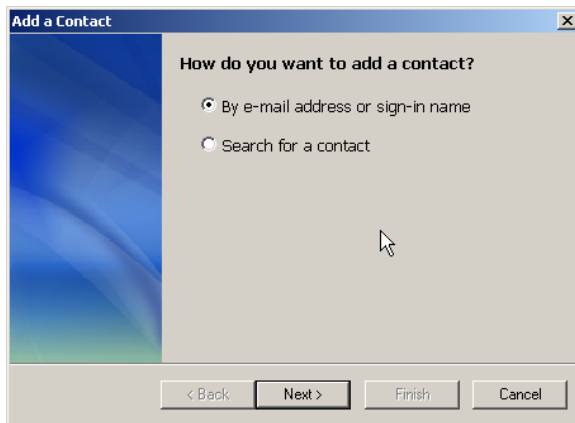 Add a Contact
How do you want to add a contact?
By e-mail address or sign-in name
Search for a contact
< Back Next > Finish Cancel